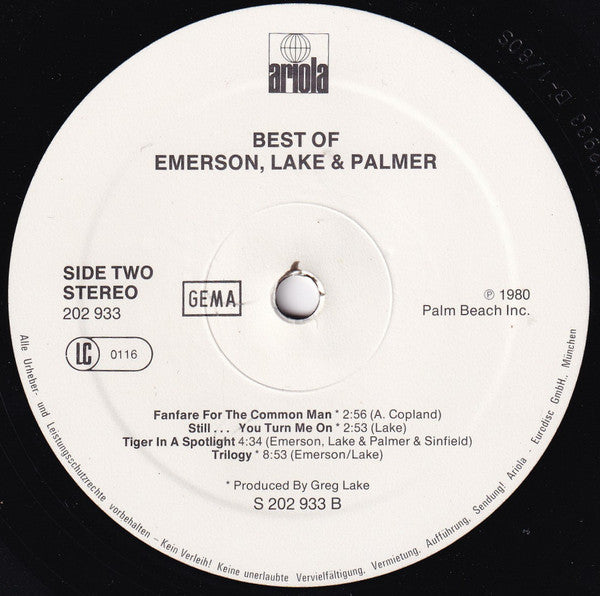 ariola
BEST OF
EMERSON, LAKE & PALMER
SIDE TWO
STEREO
202 933
GEMA
℗ 1980
Palm Beach Inc.
LC 0116
Fanfare For The Common Man * 2:56 (A. Copland)
Still . . . You Turn Me On * 2:53 (Lake)
Tiger In A Spotlight 4:34 (Emerson, Lake & Palmer & Sinfield)
Trilogy * 8:53 (Emerson/Lake)
* Produced By Greg Lake
S 202 933 B
Alle Urheber- und Leistungsschutzrechte vorbehalten - Kein Verleih! Keine unerlaubte Vervielfältigung, Vermietung, Aufführung, Sendung! Ariola - Eurodisc GmbH., München
2933 B-1/80S